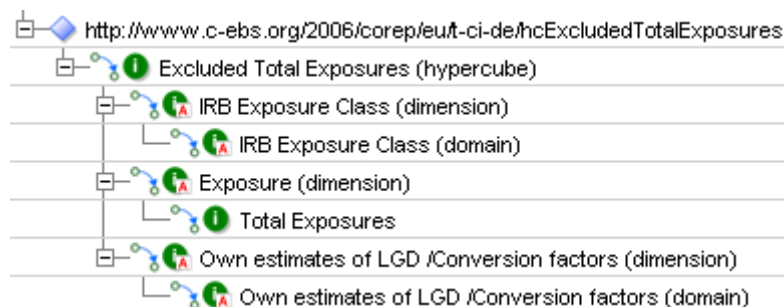 http://wwww.c-ebs.org/2006/corep/eu/t-ci-de/hcExcludedTotalExposures
Excluded Total Exposures (hypercube)
IRB Exposure Class (dimension)
IRB Exposure Class (domain)
Exposure (dimension)
Total Exposures
Own estimates of LGD /Conversion factors (dimension)
Own estimates of LGD /Conversion factors (domain)